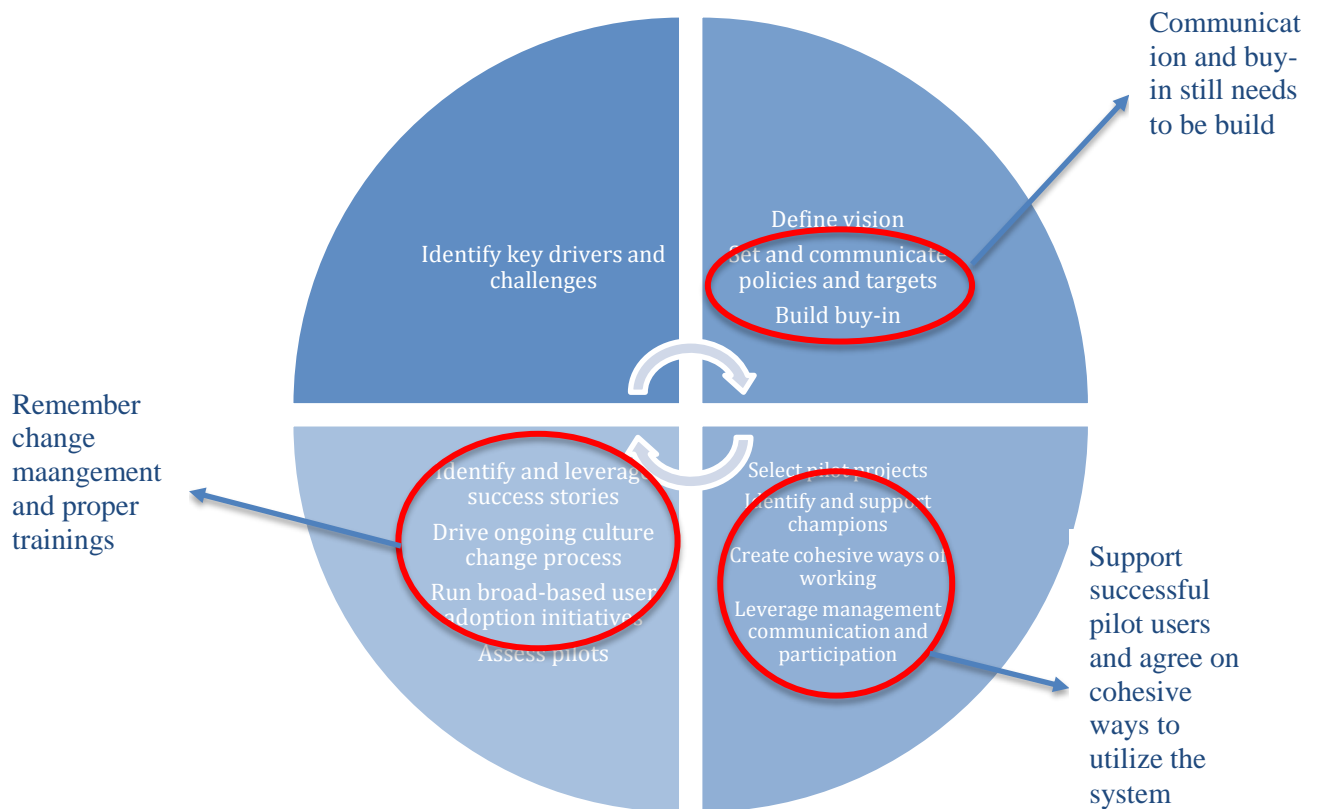 Communicat
ion and buy-
in still needs
to be build
Identify key drivers and
challenges
Define vision
Set and communicate
policies and targets
Build buy-in
Remember
change
maangement
and proper
trainings
Identify and leverage
success stories
Drive ongoing culture
change process
Run broad-based user
adoption initiatives
Assess pilots
Select pilot projects
Identify and support
champions
Create cohesive ways of
working
Leverage management
communication and
participation
Support
successful
pilot users
and agree on
cohesive
ways to
utilize the
system